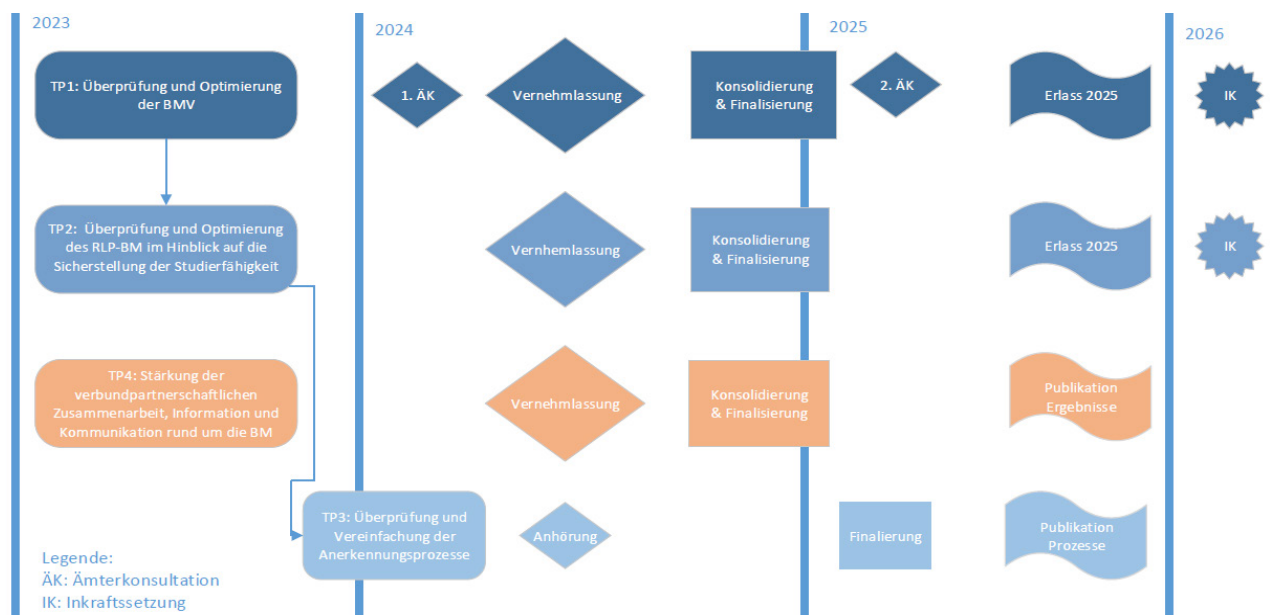 2023
2024
2025
2026
TP1: Überprüfung und Optimierung
der BMV
1. ÄK
Vernehmlassung
Konsolidierung
& Finalisierung
2. ÄK
Erlass 2025
IK
TP2:  Überprüfung und Optimierung
des RLP-BM im Hinblick auf die
Sicherstellung der Studierfähigkeit
Vernhemlassung
Konsolidierung
& Finalisierung
Erlass 2025
IK
TP4: Stärkung der
verbundpartnerschaftlichen
Zusammenarbeit, Information und
Kommunikation rund um die BM
Vernehmlassung
Konsolidierung
& Finalisierung
Publikation
Ergebnisse
TP3: Überprüfung und
Vereinfachung der
Anerkennungsprozesse
Anhörung
Finalierung
Publikation
Prozesse
Legende:
ÄK: Ämterkonsultation
IK: Inkraftssetzung